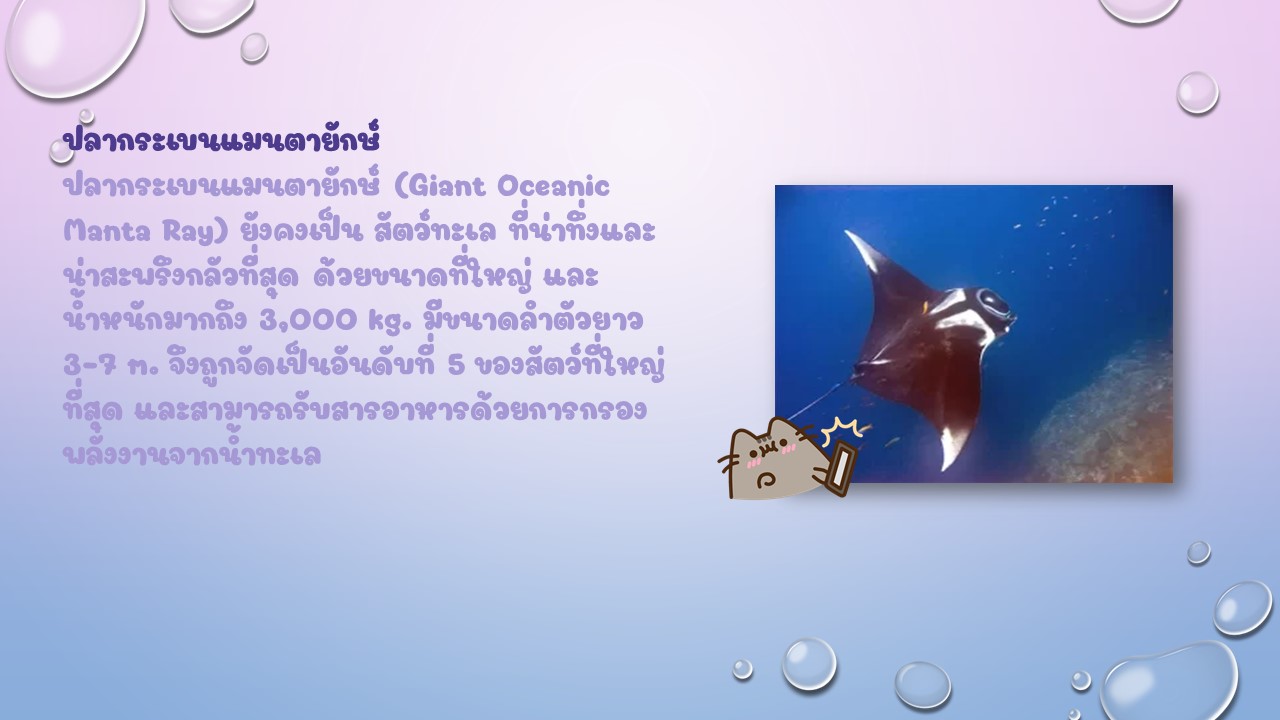 ปลากระเบนแมนตายักษ์
ปลากระเบนแมนตายักษ์ (Giant Oceanic
Manta Ray) ยังคงเป็น สัตว์ทะเล ที่น่าทึ่งและ
น่าสะพรึงกลัวที่สุด ด้วยขนาดที่ใหญ่ และ
น้ำหนักมากถึง 3,000 kg. มีขนาดลำตัวยาว
3-7 m. จึงถูกจัดเป็นอันดับที่ 5 ของสัตว์ที่ใหญ่
ที่สุด และสามารถรับสารอาหารด้วยการกรอง
พลังงานจากน้ำทะเล